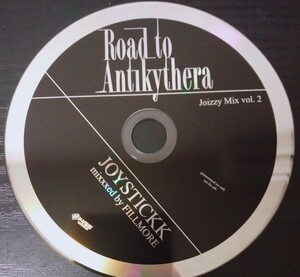 Road to
Antikythera
Joizzy Mix vol. 2
JOYSTICKK
mixxxed by FILLMORE